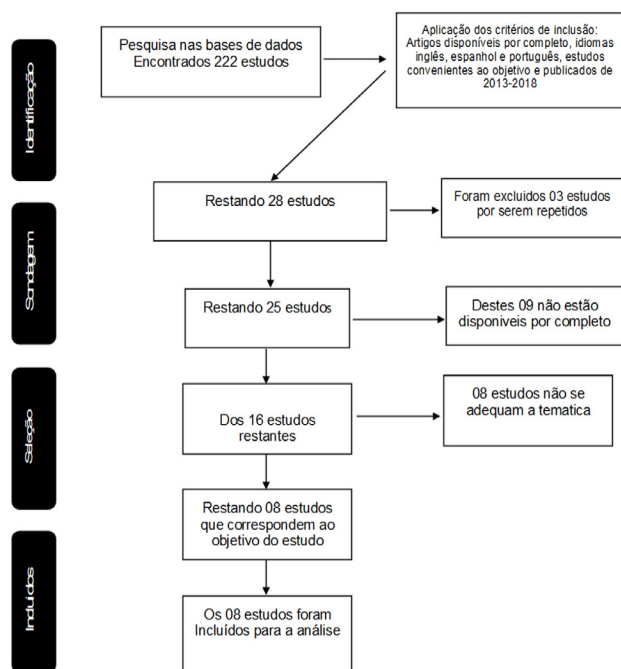 Pesquisa nas bases de dados
Encontrados 222 estudos
Aplicação dos critérios de inclusão:
Artigos disponíveis por completo, idiomas
inglês, espanhol e português, estudos
convenientes ao objetivo e publicados de
2013-2018
Identificação
Restando 28 estudos
Foram excluidos 03 estudos
por serem repetidos
Sondagem
Restando 25 estudos
Destes 09 não estão
disponiveis por completo
Seleção
Dos 16 estudos
restantes
08 estudos não se
adequam a tematica
Restando 08 estudos
que correspondem ao
objetivo do estudo
Incluidos
Os 08 estudos foram
Incluídos para a análise